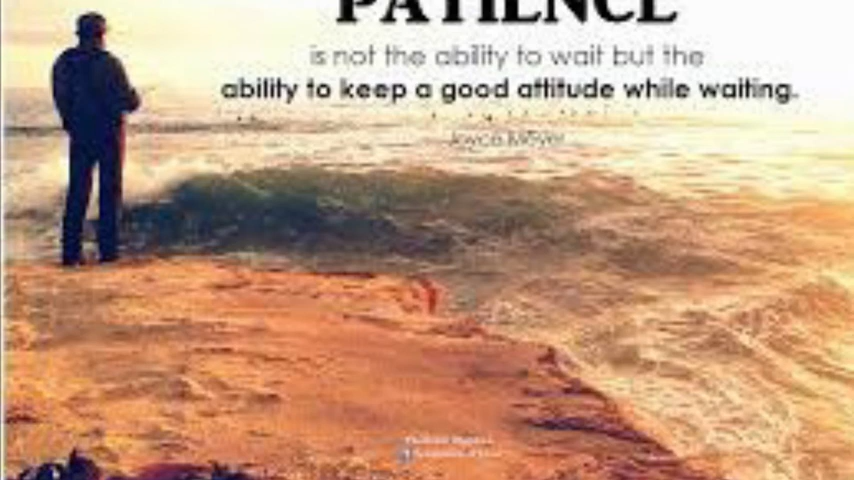 PATIENCE
is not the ability to wait but the
ability to keep a good attitude while waiting.
Joyce Meyer